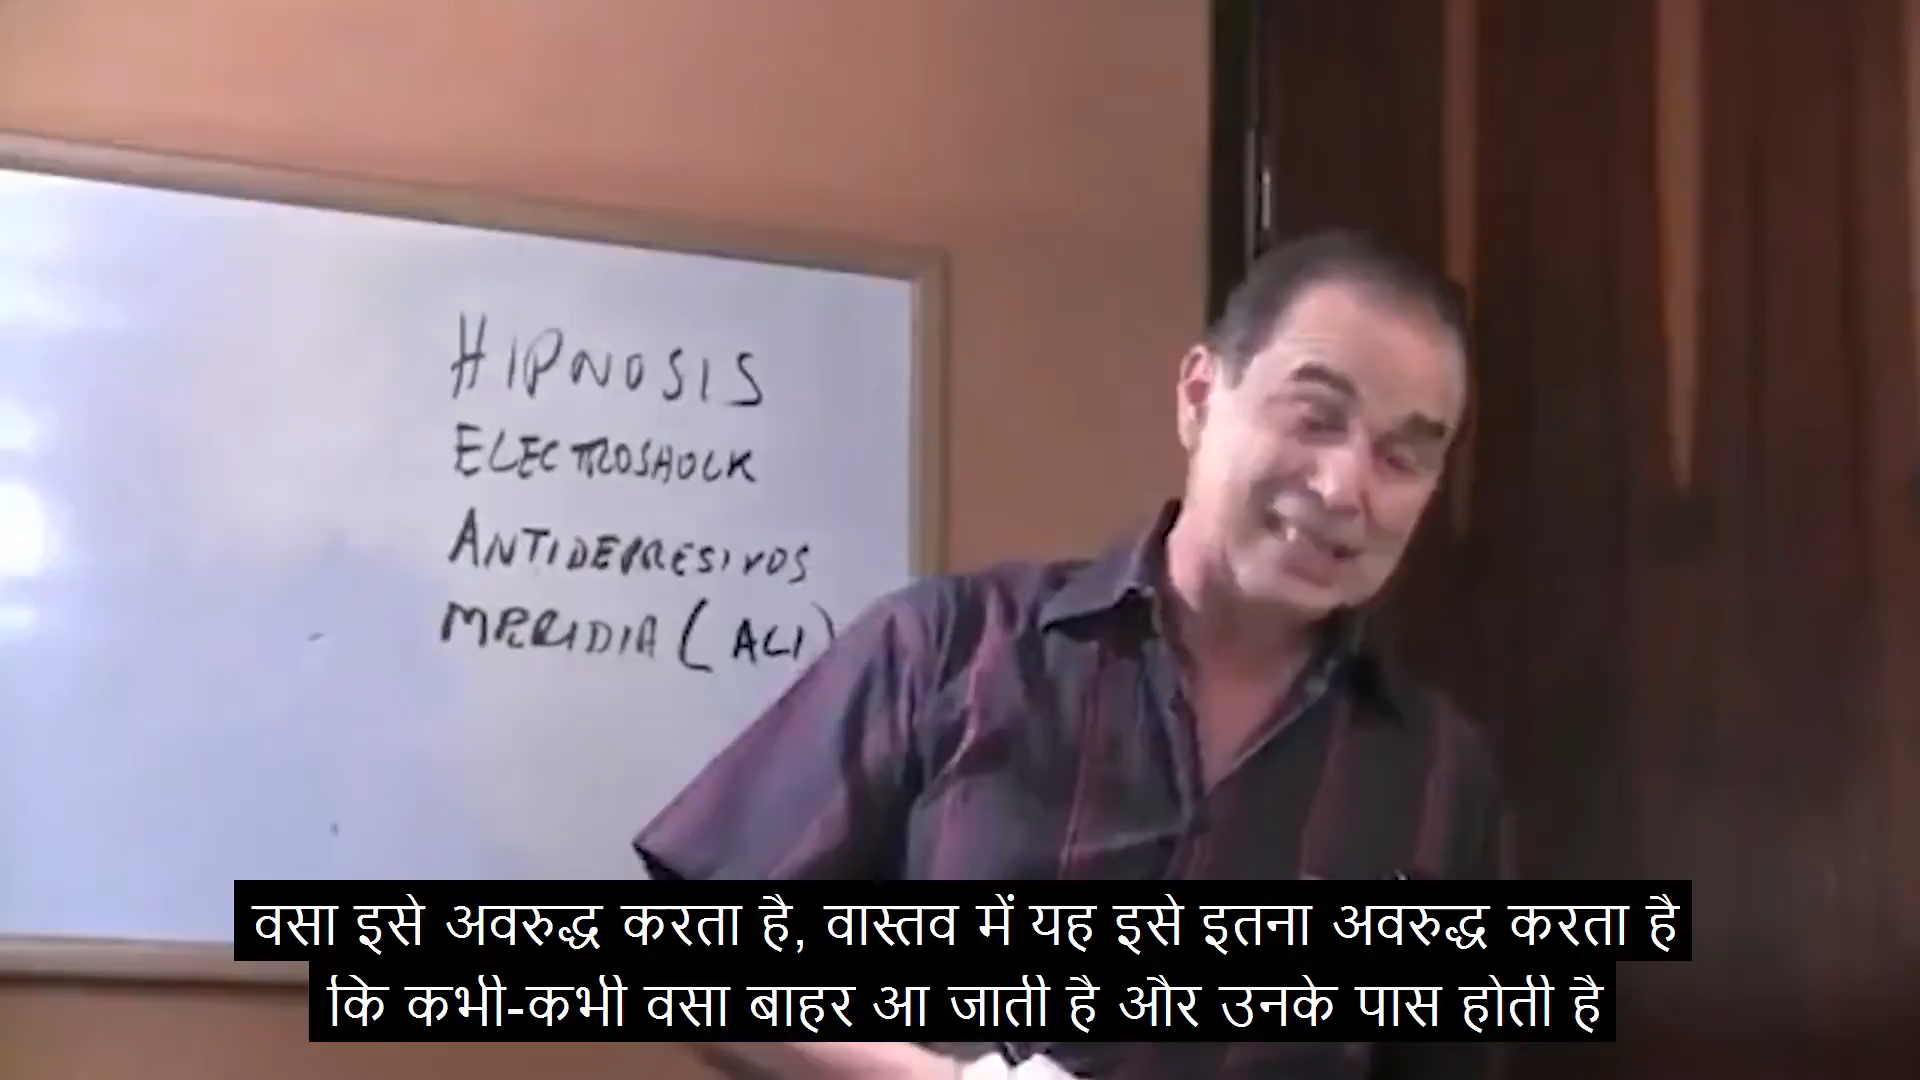 HIPNOSIS
ELECTROSHOCK
ANTIDEPRESIVOS
MERIDIA (ALI)
वसा इसे अवरुद्ध करता है, वास्तव में यह इसे इतना अवरुद्ध करता है
कि कभी-कभी वसा बाहर आ जाती है और उनके पास होती है